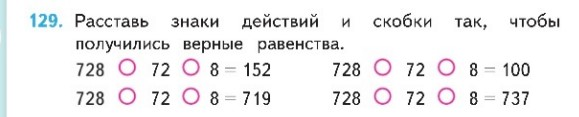 129. Расставь знаки действий и скобки так, чтобы
получились верные равенства.
728 ○ 72 ○ 8 = 152 728 ○ 72 ○ 8 = 100
728 ○ 72 ○ 8 = 719 728 ○ 72 ○ 8 = 737